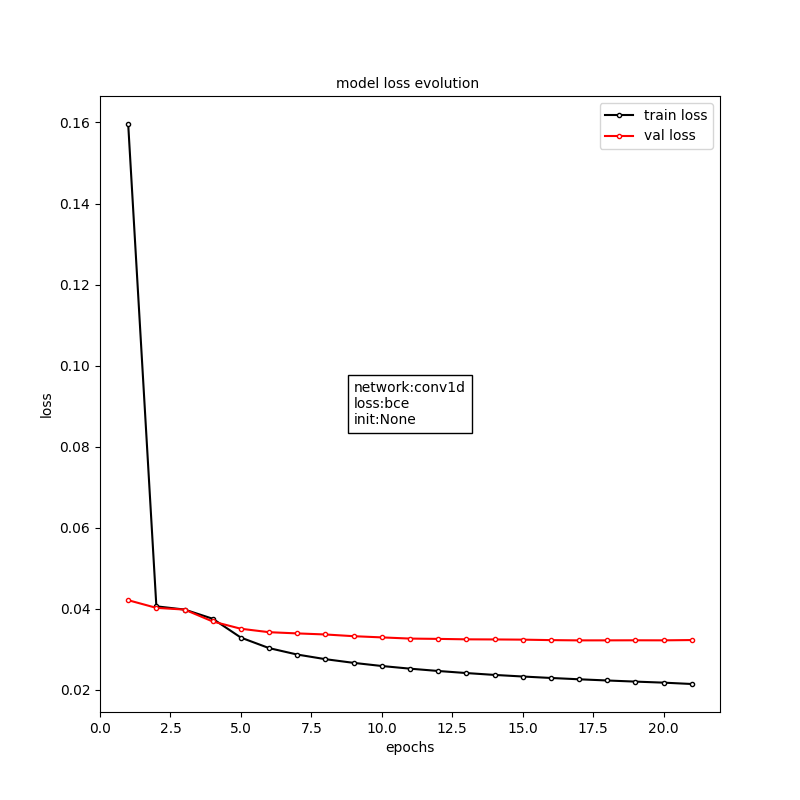 model loss evolution
train loss
val loss
0.16
0.14
0.12
0.10
0.08
0.06
0.04
0.02
loss
network:conv1d
loss:bce
init:None
0.0 2.5 5.0 7.5 10.0 12.5 15.0 17.5 20.0
epochs